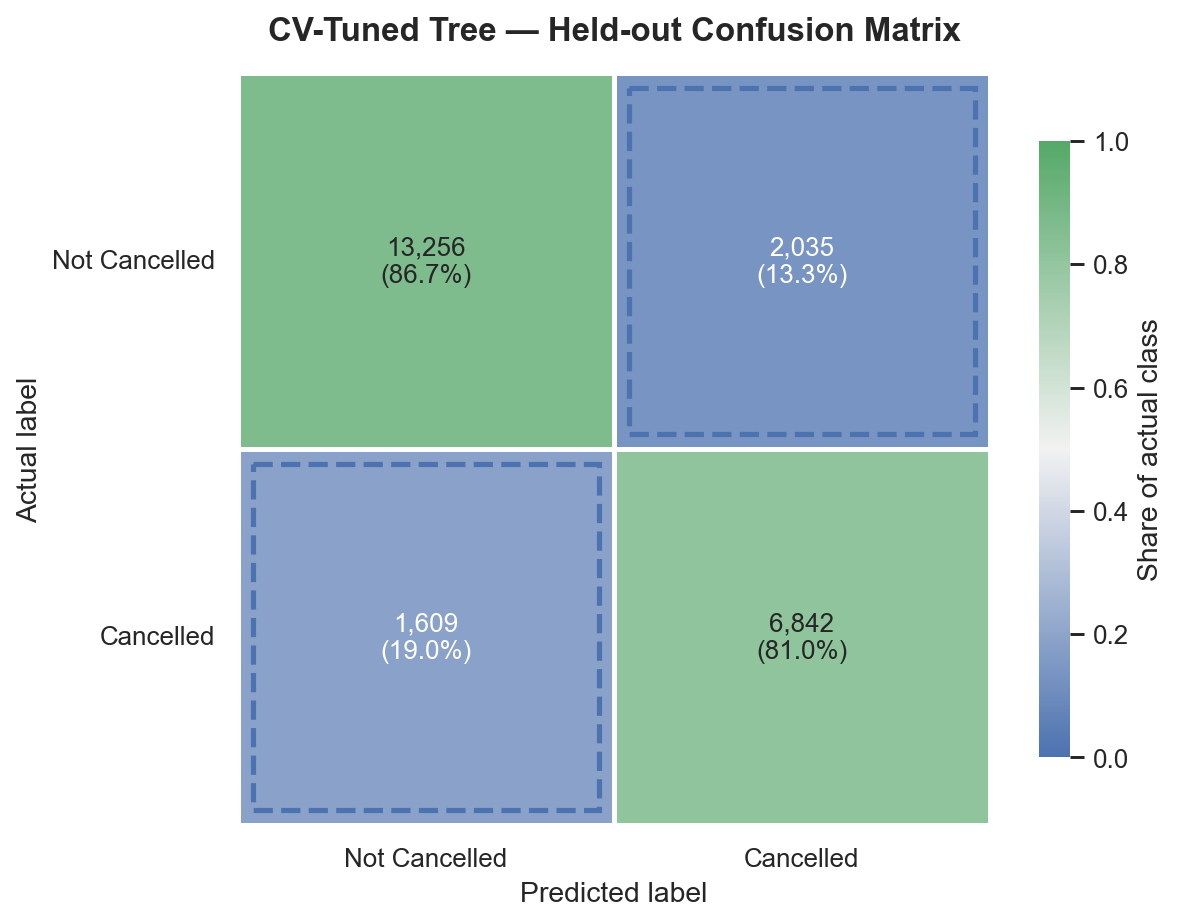 CV-Tuned Tree — Held-out Confusion Matrix
Not Cancelled
13,256
(86.7%)
2,035
(13.3%)
Cancelled
1,609
(19.0%)
6,842
(81.0%)
Actual label
Not Cancelled
Cancelled
Predicted label
1.0
0.8
0.6
0.4
0.2
0.0
Share of actual class